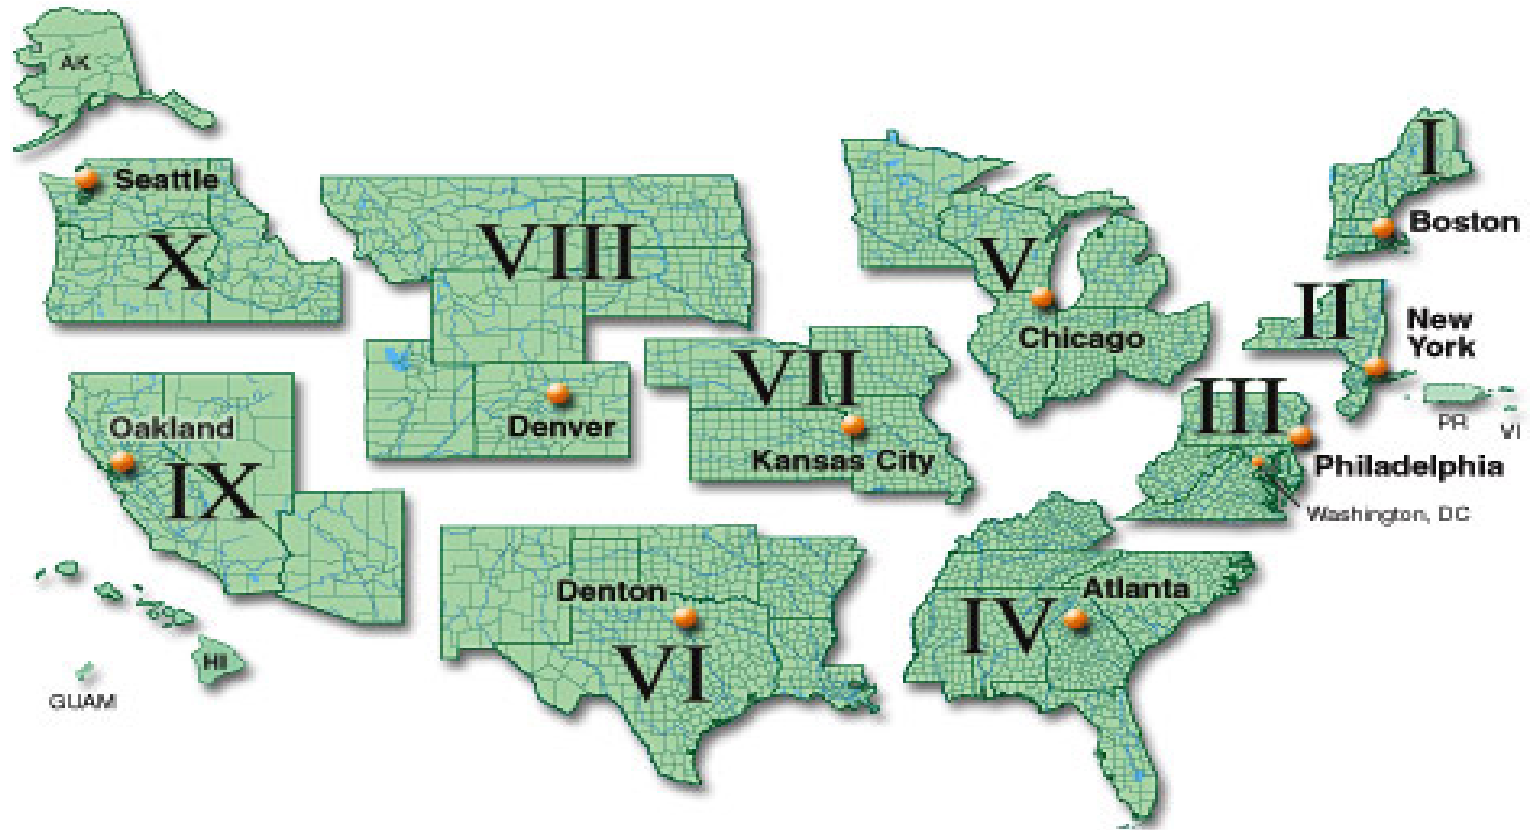 AK
I
Seattle
Boston
X
VIII
V
II
New
York
Chicago
VII
III
Denver
Oakland
PR
VI
Kansas City
Philadelphia
IX
Washington, DC
Denton
Atlanta
IV
VI
HI
GUAM